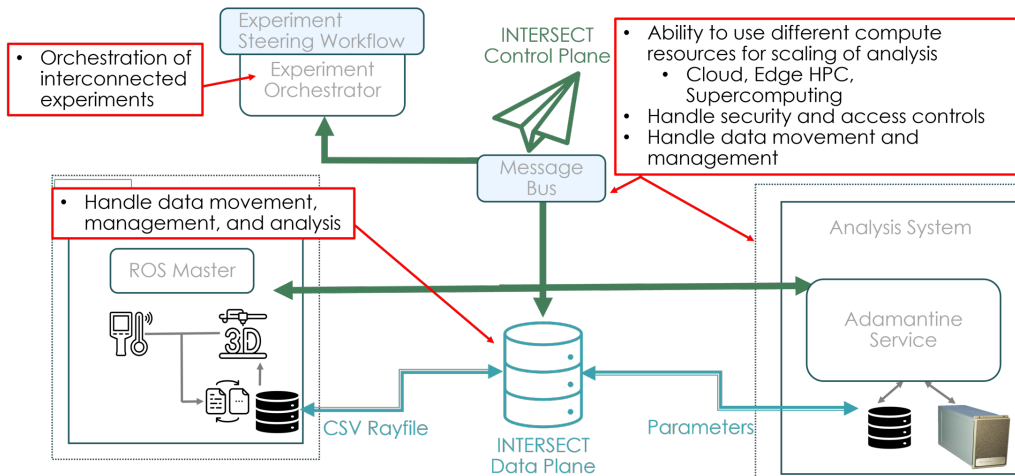 Experiment
Steering Workflow
Experiment
Orchestrator
• Orchestration of
interconnected
experiments
INTERSECT
Control Plane
Message
Bus
• Ability to use different compute
resources for scaling of analysis
• Cloud, Edge HPC,
Supercomputing
• Handle security and access controls
• Handle data movement and
management
• Handle data movement,
management, and analysis
ROS Master
3D
CSV Rayfile
INTERSECT
Data Plane
Parameters
Analysis System
Adamantine
Service